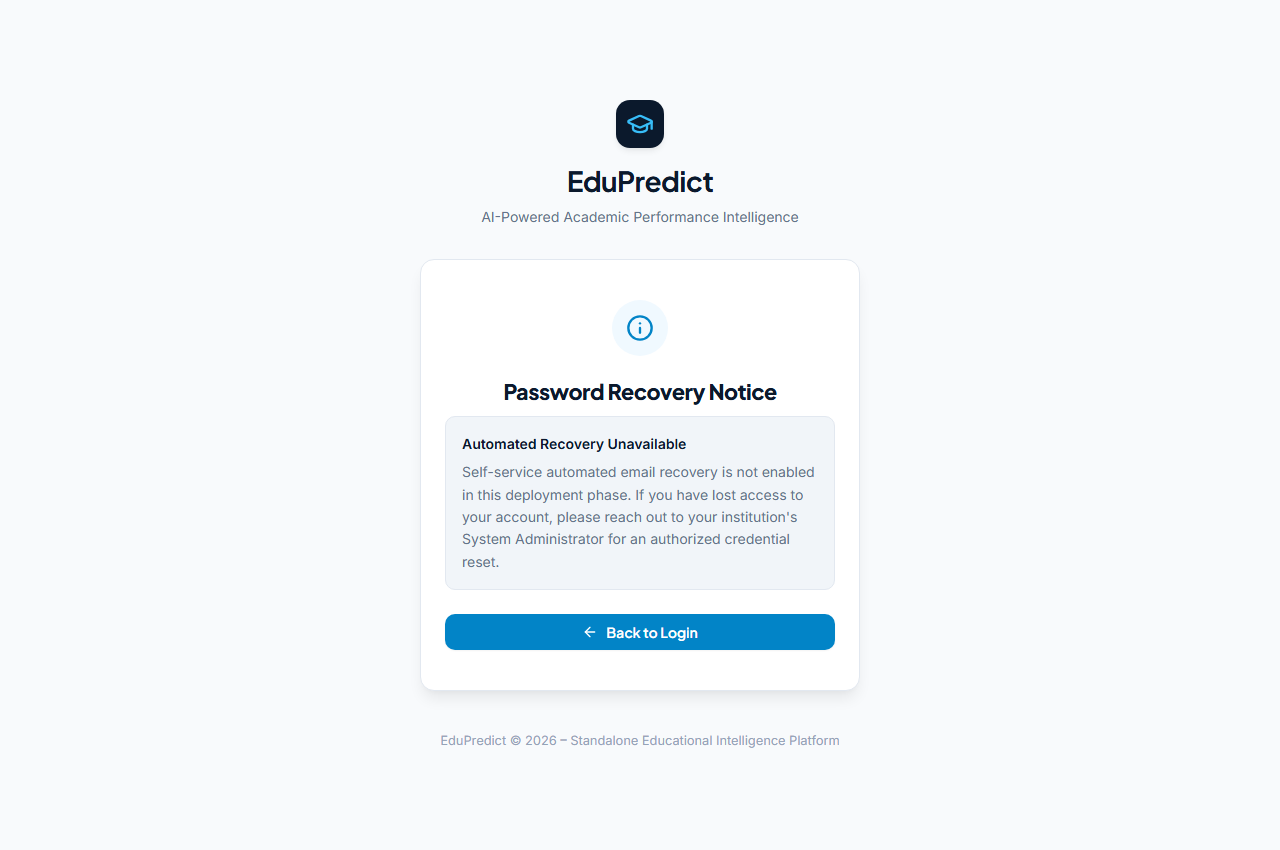 EduPredict
AI-Powered Academic Performance Intelligence
Password Recovery Notice
Automated Recovery Unavailable
Self-service automated email recovery is not enabled
in this deployment phase. If you have lost access to
your account, please reach out to your institution's
System Administrator for an authorized credential
reset.
Back to Login
EduPredict © 2026 – Standalone Educational Intelligence Platform